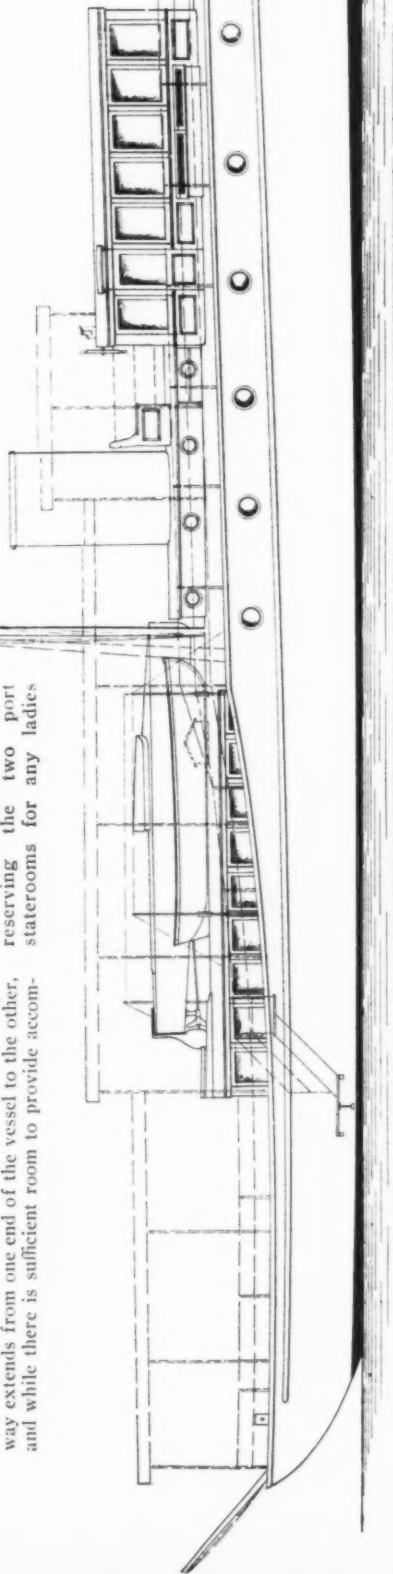 way extends from one end of the vessel to the other,
and while there is sufficient room to provide accom-
reserving the two port
staterooms for any ladies